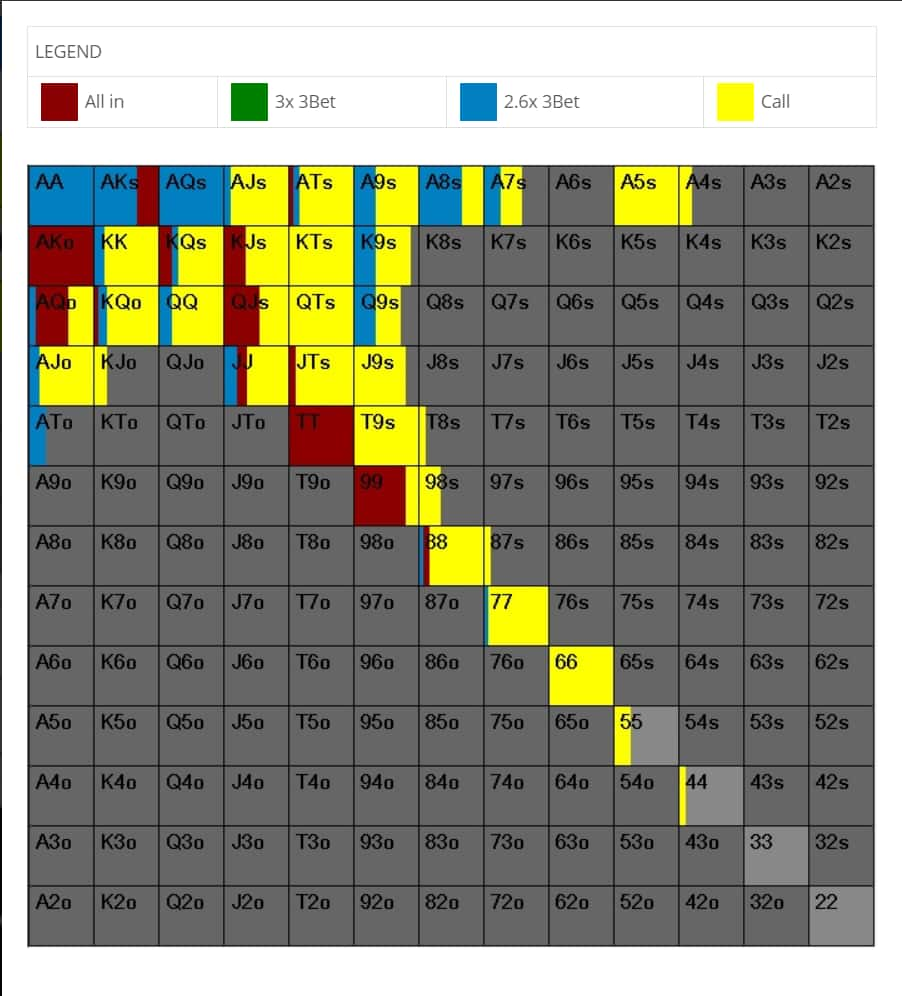 LEGEND
All in 3x 3Bet 2.6x 3Bet Call
AA AKs AQs AJs ATs A9s A8s A7s A6s A5s A4s A3s A2s
AKo KK KQs KJs KTs K9s K8s K7s K6s K5s K4s K3s K2s
AQo KQo QQ QJs QTs Q9s Q8s Q7s Q6s Q5s Q4s Q3s Q2s
AJo KJo QJo JJ JTs J9s J8s J7s J6s J5s J4s J3s J2s
ATo KTo QTo JTo TT T9s T8s T7s T6s T5s T4s T3s T2s
A9o K9o Q9o J9o T9o 99 98s 97s 96s 95s 94s 93s 92s
A8o K8o Q8o J8o T8o 98o 88 87s 86s 85s 84s 83s 82s
A7o K7o Q7o J7o T7o 97o 87o 77 76s 75s 74s 73s 72s
A6o K6o Q6o J6o T6o 96o 86o 76o 66 65s 64s 63s 62s
A5o K5o Q5o J5o T5o 95o 85o 75o 65o 55 54s 53s 52s
A4o K4o Q4o J4o T4o 94o 84o 74o 64o 54o 44 43s 42s
A3o K3o Q3o J3o T3o 93o 83o 73o 63o 53o 43o 33 32s
A2o K2o Q2o J2o T2o 92o 82o 72o 62o 52o 42o 32o 22